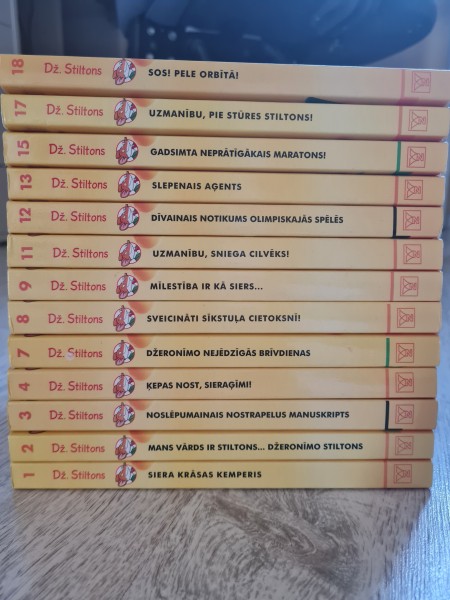 18 Dž. Stiltons SOS! PELE ORBĪTĀ!
17 Dž. Stiltons UZMANĪBU, PIE STŪRES STILTONS!
15 Dž. Stiltons GADSIMTA NEPRĀTĪGĀKAIS MARATONS!
13 Dž. Stiltons SLEPENAIS AĢENTS
12 Dž. Stiltons DĪVAINAIS NOTIKUMS OLIMPISKAJĀS SPĒLĒS
11 Dž. Stiltons UZMANĪBU, SNIEGA CILVĒKS!
9 Dž. Stiltons MĪLESTĪBA IR KĀ SIERS...
8 Dž. Stiltons SVEICINĀTI SĪKSTUĻA CIETOKSNĪ!
7 Dž. Stiltons DŽERONĪMO NEJĒDZĪGĀS BRĪVDIENAS
4 Dž. Stiltons ĶEPAS NOST, SIERAĢĪMI!
3 Dž. Stiltons NOSLĒPUMAINAIS NOSTRAPELUS MANUSKRIPTS
2 Dž. Stiltons MANS VĀRDS IR STILTONS... DŽERONĪMO STILTONS
1 Dž. Stiltons SIERA KRĀSAS KEMPERIS